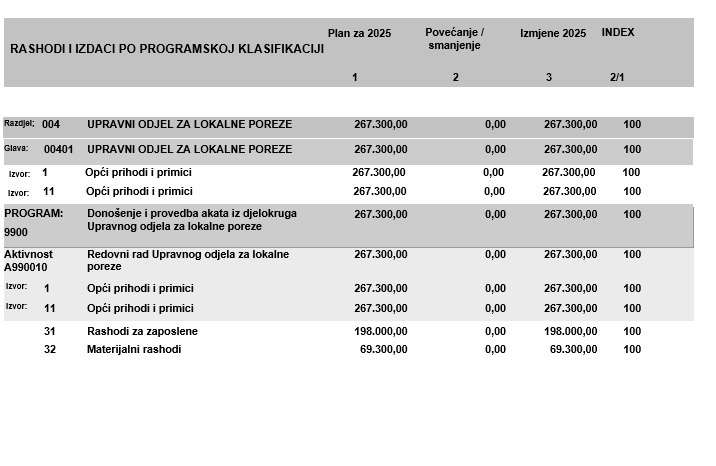 RASHODI I IZDACI PO PROGRAMSKOJ KLASIFIKACIJI Plan za 2025 Povećanje / smanjenje Izmjene 2025 INDEX
1 2 3 2/1
Razdjel; 004 UPRAVNI ODJEL ZA LOKALNE POREZE 267.300,00 0,00 267.300,00 100
Glava: 00401 UPRAVNI ODJEL ZA LOKALNE POREZE 267.300,00 0,00 267.300,00 100
Izvor: 1 Opći prihodi i primici 267.300,00 0,00 267.300,00 100
Izvor: 11 Opći prihodi i primici 267.300,00 0,00 267.300,00 100
PROGRAM: Donošenje i provedba akata iz djelokruga 267.300,00 0,00 267.300,00 100
9900 Upravnog odjela za lokalne poreze
Aktivnost Redovni rad Upravnog odjela za lokalne 267.300,00 0,00 267.300,00 100
A990010 poreze
Izvor: 1 Opći prihodi i primici 267.300,00 0,00 267.300,00 100
Izvor: 11 Opći prihodi i primici 267.300,00 0,00 267.300,00 100
31 Rashodi za zaposlene 198.000,00 0,00 198.000,00 100
32 Materijalni rashodi 69.300,00 0,00 69.300,00 100